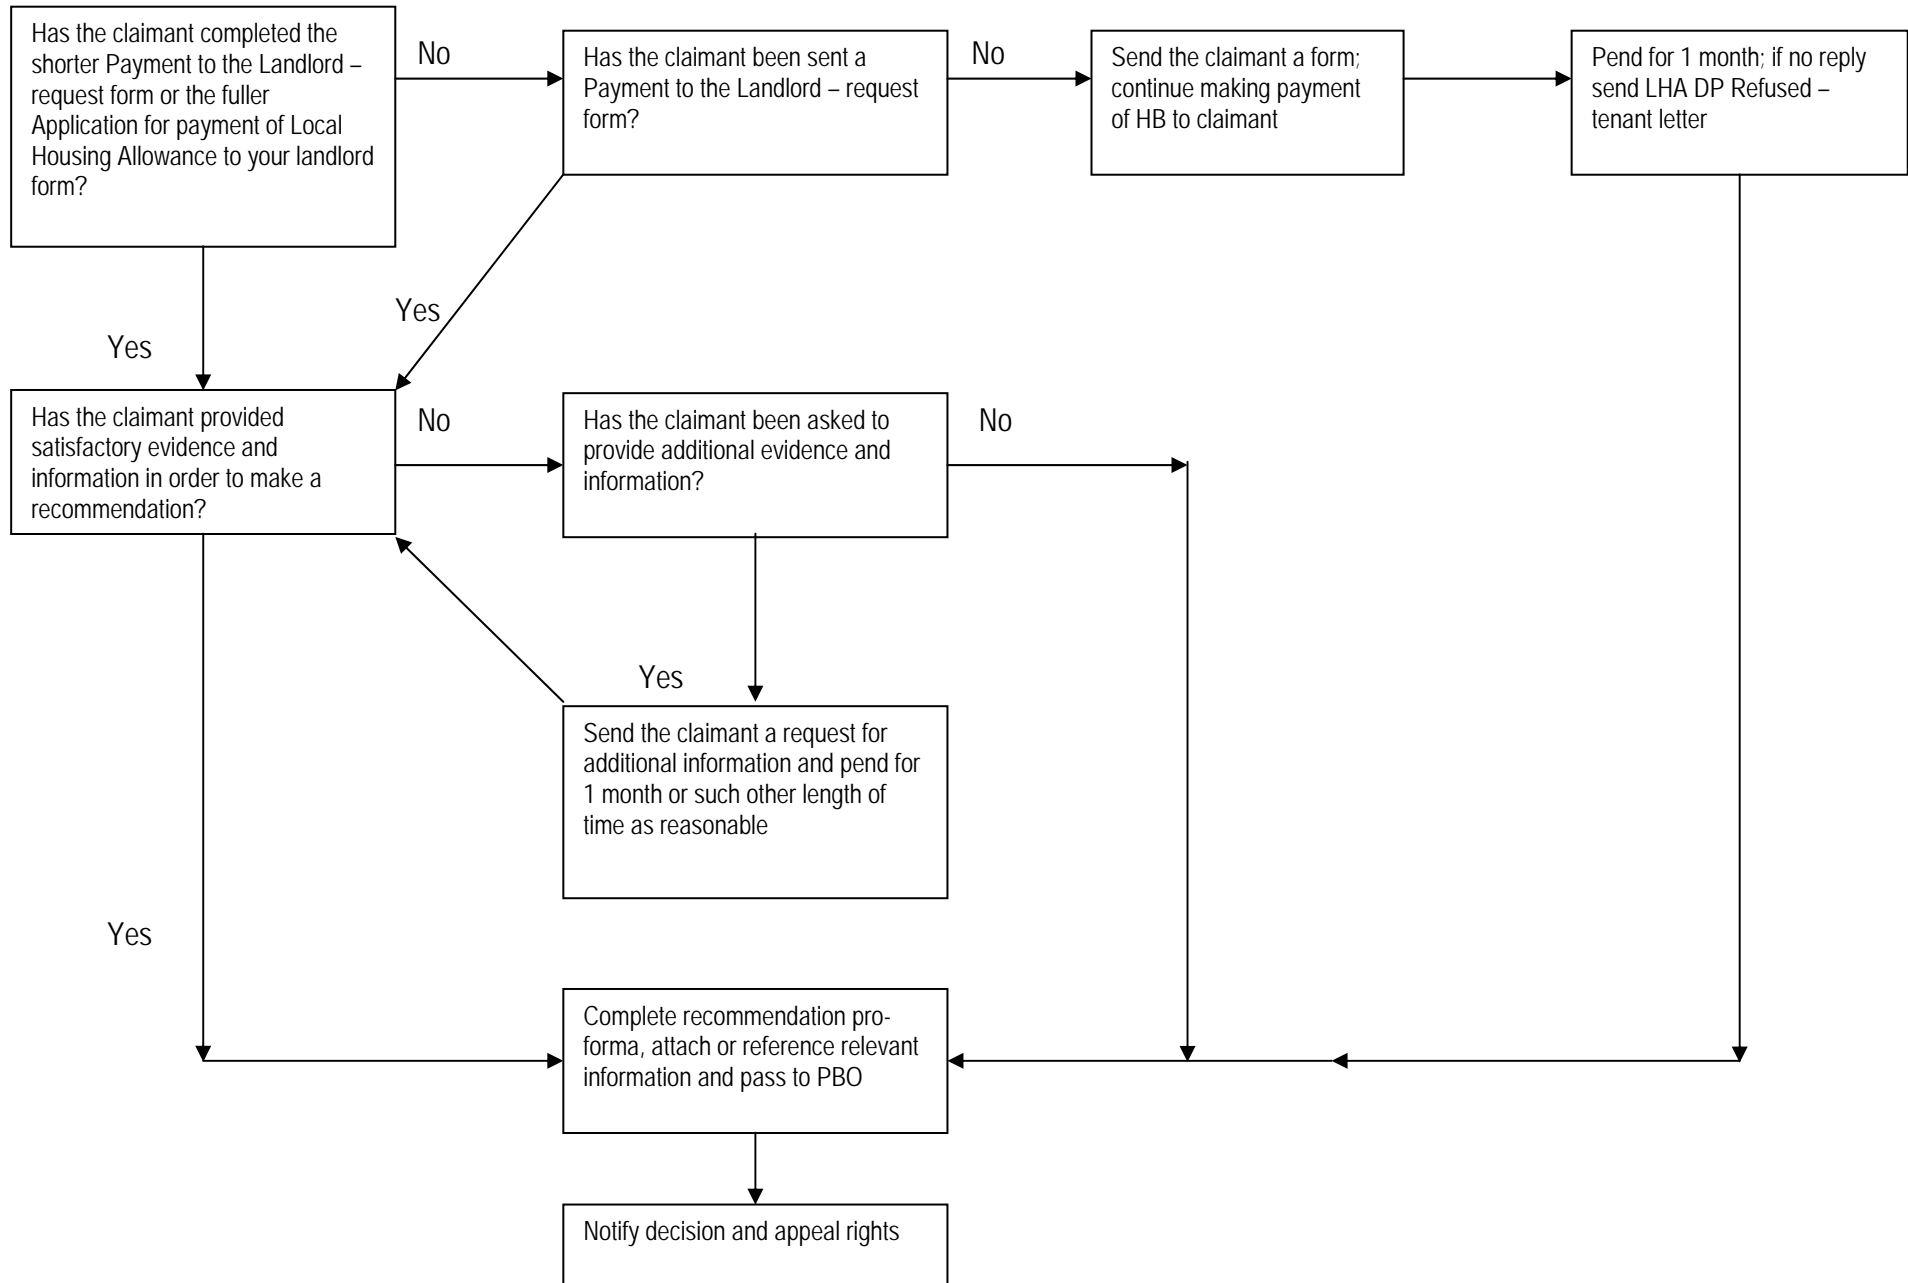 Has the claimant completed the
shorter Payment to the Landlord –
request form or the fuller
Application for payment of Local
Housing Allowance to your landlord
form?
No
Has the claimant been sent a
Payment to the Landlord – request
form?
No
Send the claimant a form;
continue making payment
of HB to claimant
Pend for 1 month; if no reply
send LHA DP Refused –
tenant letter
Yes
Yes
Has the claimant provided
satisfactory evidence and
information in order to make a
recommendation?
No
Has the claimant been asked to
provide additional evidence and
information?
No
Yes
Send the claimant a request for
additional information and pend for
1 month or such other length of
time as reasonable
Yes
Complete recommendation pro-
forma, attach or reference relevant
information and pass to PBO
Notify decision and appeal rights